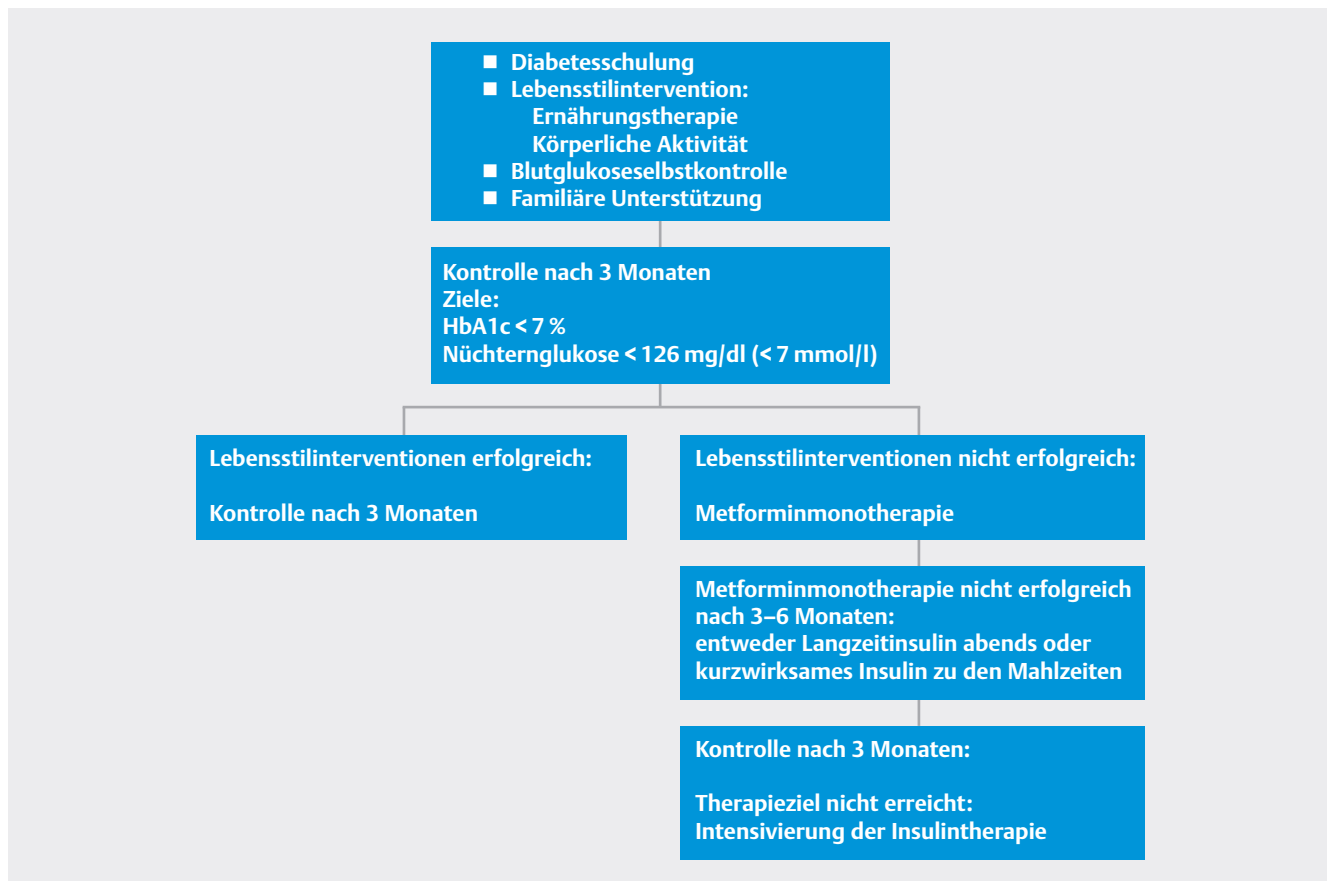 ■ Diabetesschulung
■ Lebensstilintervention:
Ernährungstherapie
Körperliche Aktivität
■ Blutglukoseselbstkontrolle
■ Familiäre Unterstützung
Kontrolle nach 3 Monaten
Ziele:
HbA1c < 7 %
Nüchternglukose < 126 mg/dl (< 7 mmol/l)
Lebensstilinterventionen erfolgreich:
Kontrolle nach 3 Monaten
Lebensstilinterventionen nicht erfolgreich:
Metforminmonotherapie
Metforminmonotherapie nicht erfolgreich
nach 3–6 Monaten:
entweder Langzeitinsulin abends oder
kurzwirksames Insulin zu den Mahlzeiten
Kontrolle nach 3 Monaten:
Therapieziel nicht erreicht:
Intensivierung der Insulintherapie